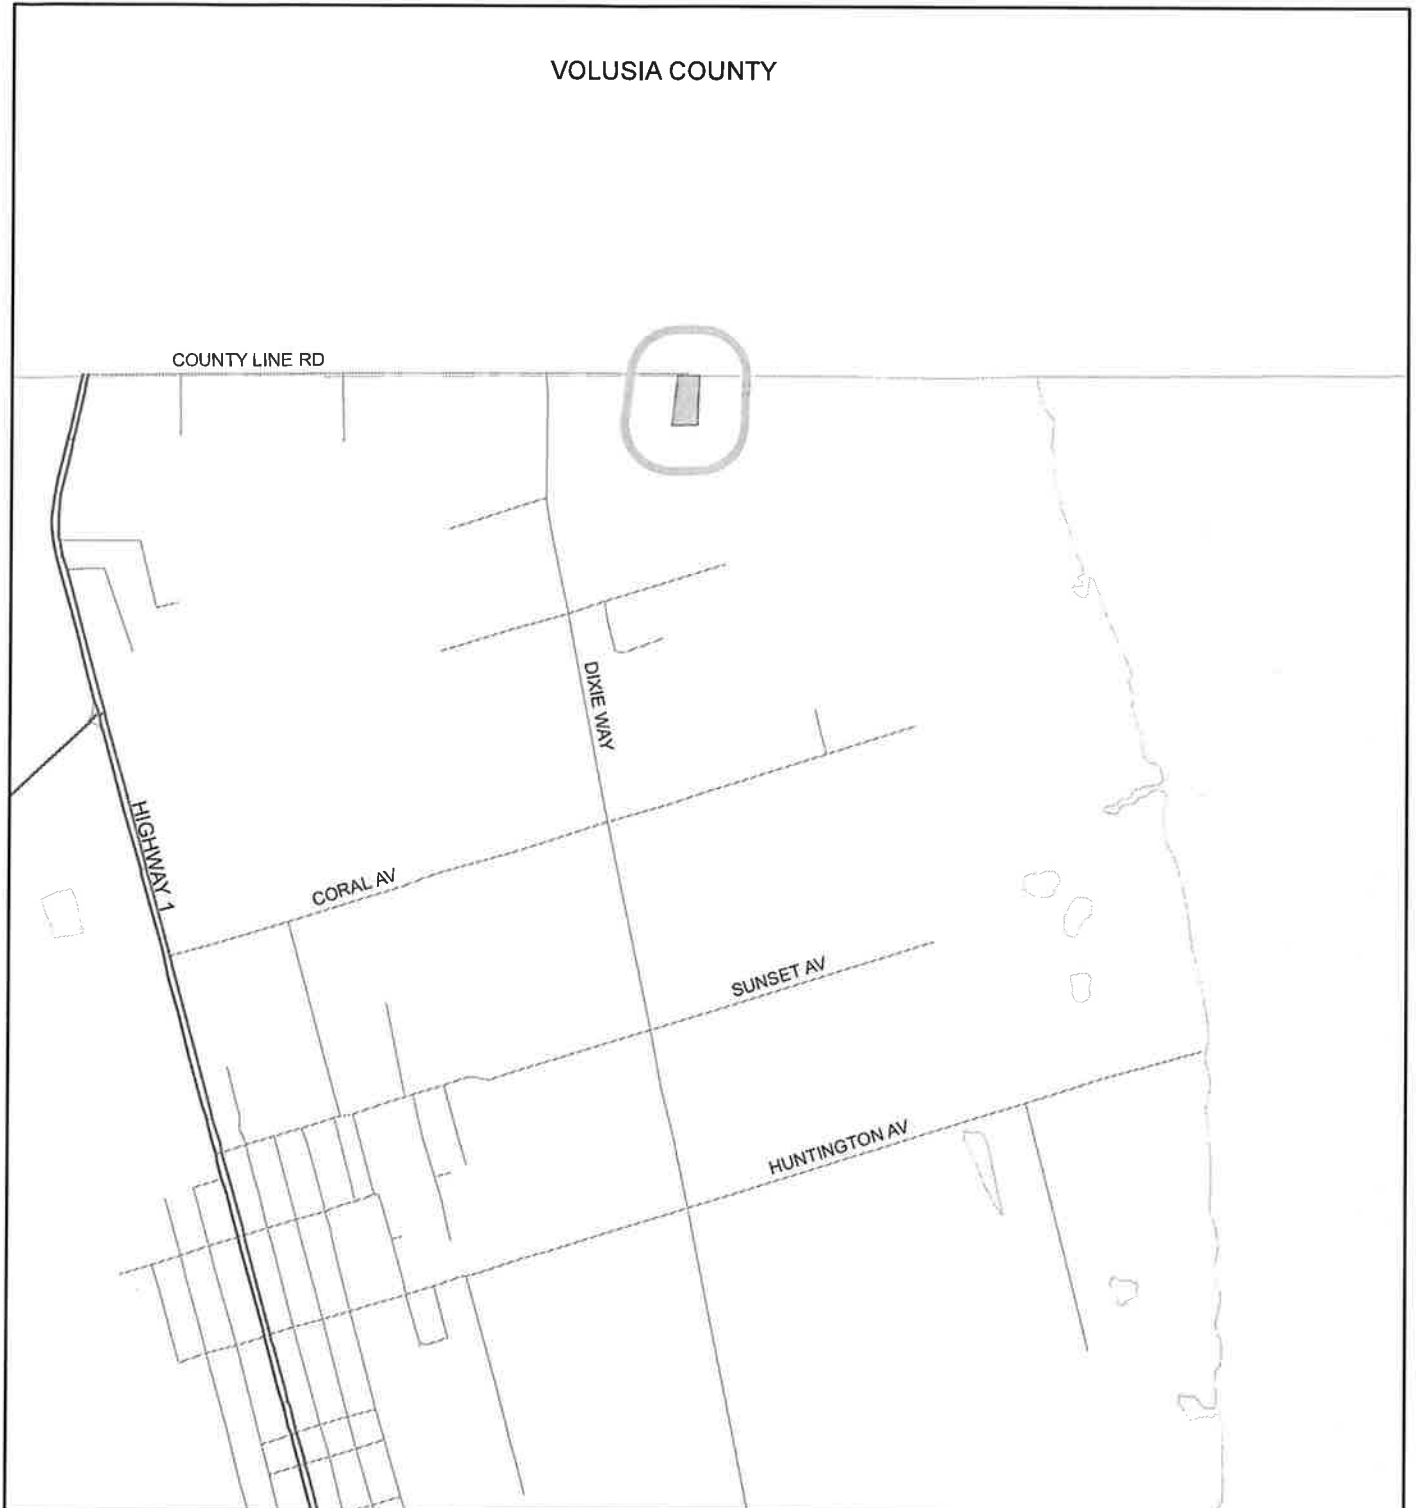 VOLUSIA COUNTY
COUNTY LINE RD
DIXIE WAY
HIGHWAY 1
CORAL AV
SUNSET AV
HUNTINGTON AV